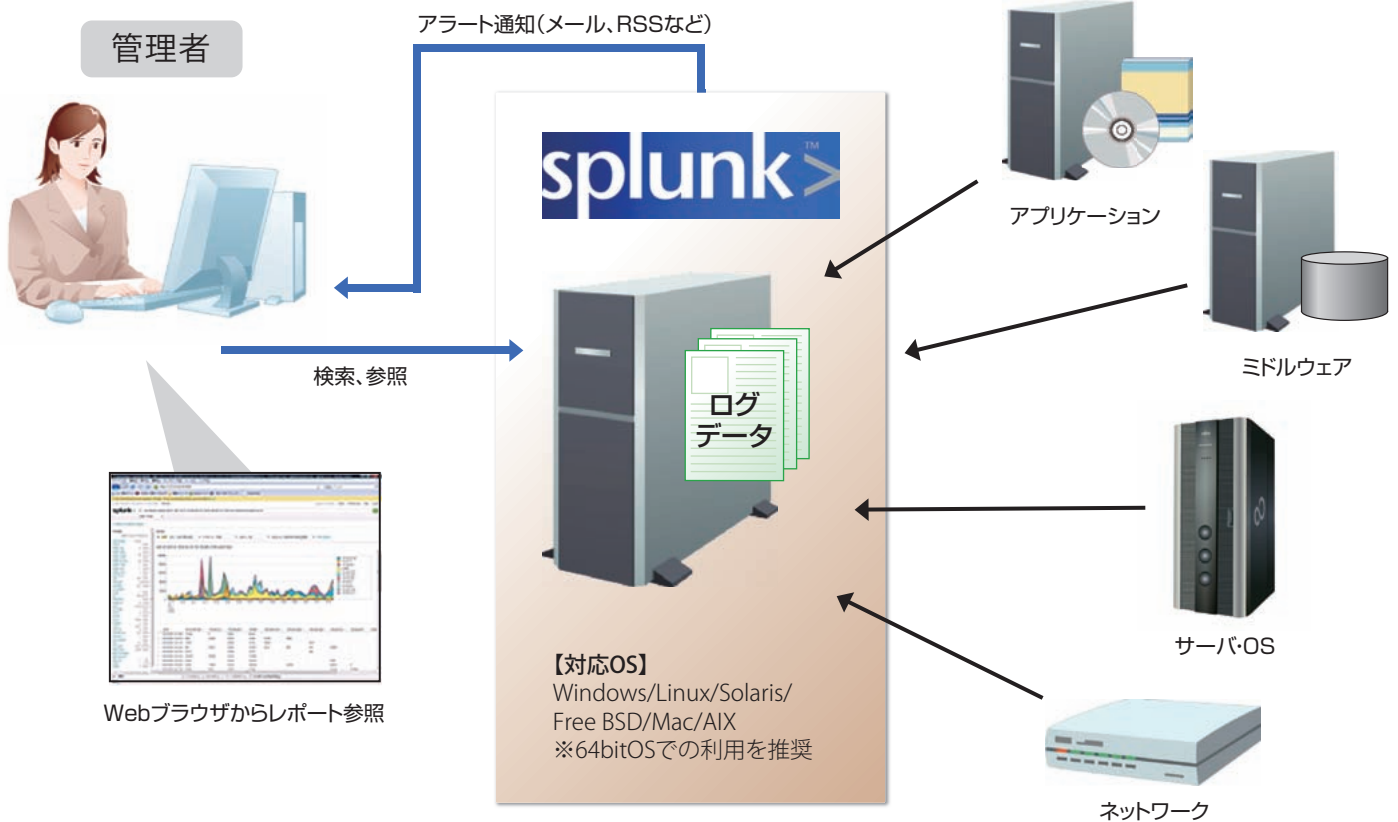 アラート通知(メール、RSSなど)
管理者
splunk>™
アプリケーション
ミドルウェア
検索、参照
ログ
データ
サーバ・OS
【対応OS】
Windows/Linux/Solaris/
Free BSD/Mac/AIX
※64bitOSでの利用を推奨
splunk>
Webブラウザからレポート参照
ネットワーク